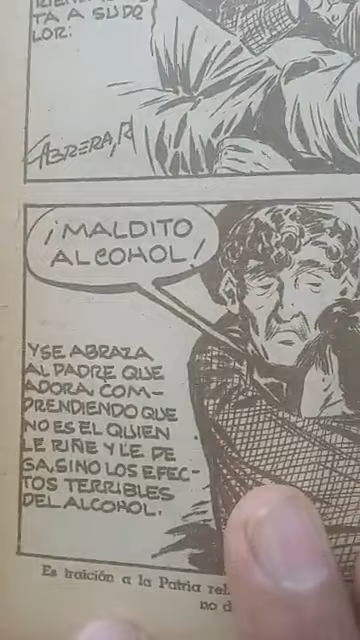 TA A SU DO
LOR:
CABRERA, R
¡MALDITO
ALCOHOL!
Y SE ABRAZA
AL PADRE QUE
ADORA, COM-
PRENDIENDO QUE
NO ES EL QUIEN
LE RIÑE Y LE PE
GA, SINO LOS EFEC-
TOS TERRIBLES
DEL ALCOHOL.
Es traición a la Patria
no d